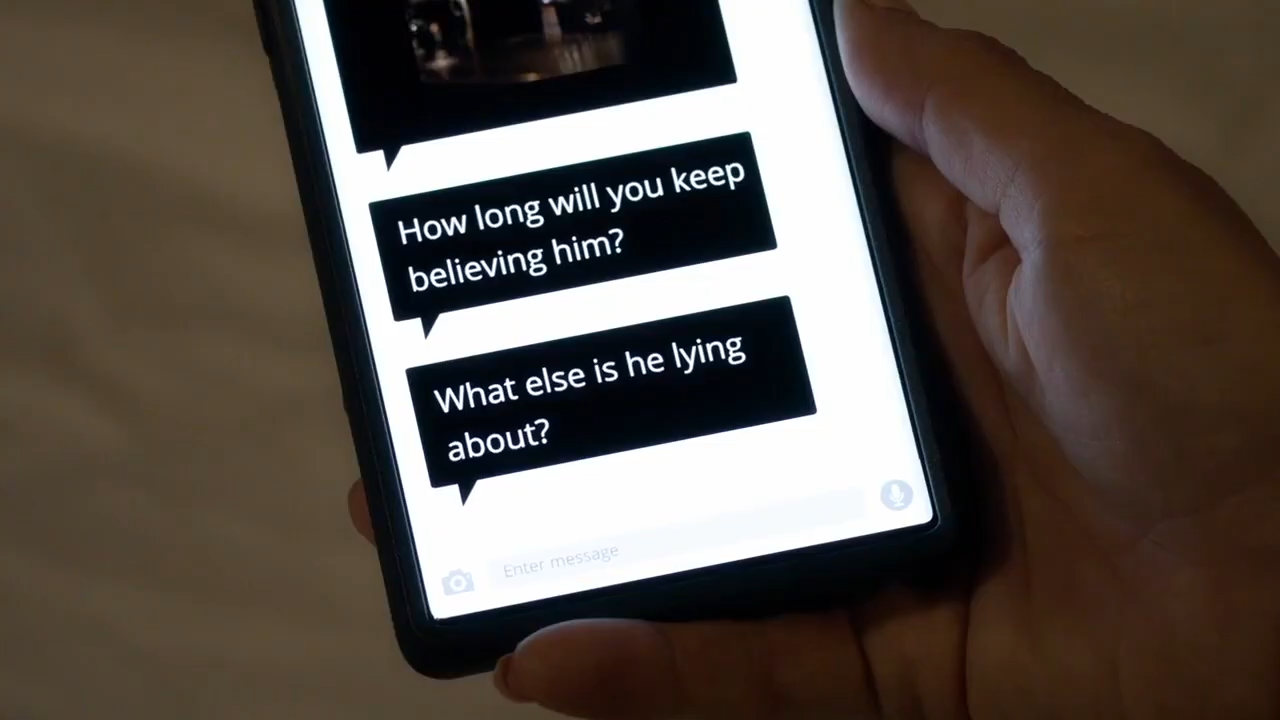 How long will you keep
believing him?
What else is he lying
about?
Enter message